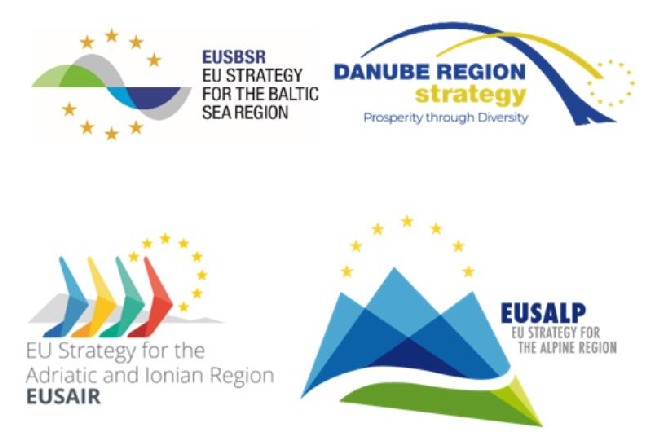 EUSBSR
EU STRATEGY
FOR THE BALTIC
SEA REGION
DANUBE REGION
strategy
Prosperity through Diversity
EU Strategy for the
Adriatic and Ionian Region
EUSAIR
EUSALP
EU STRATEGY FOR
THE ALPINE REGION